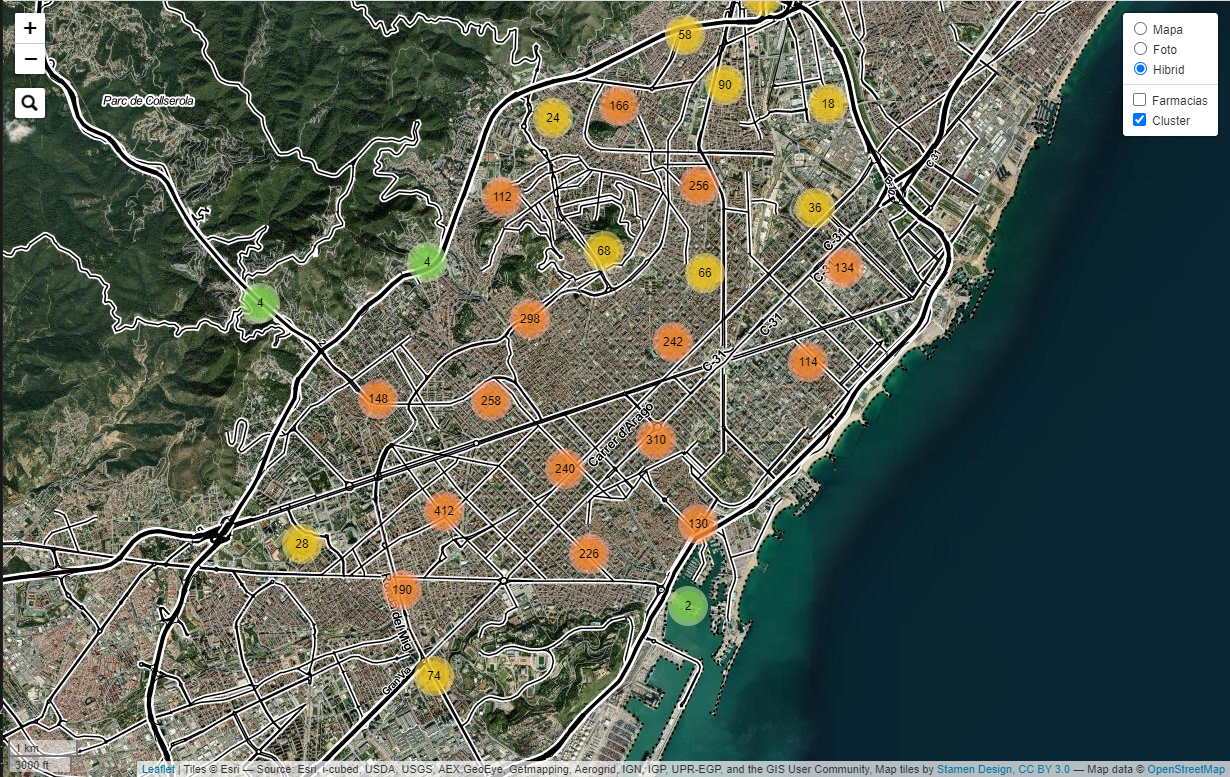 +
−
Mapa
Foto
Híbrid
Farmacias
Cluster
Parc de Collserola
58
90
18
166
24
C-31
256
112
36
C-31
68
4
66
134
4
298
C-31
242
C-31
114
148
258
Carrer d'Aragó
310
240
412
130
28
226
190
2
74
Gran Via
1 km
3000 ft
Leaflet | Tiles © Esri — Source: Esri, i-cubed, USDA, USGS, AEX, GeoEye, Getmapping, Aerogrid, IGN, IGP, UPR-EGP, and the GIS User Community, Map tiles by Stamen Design, CC BY 3.0 — Map data © OpenStreetMap